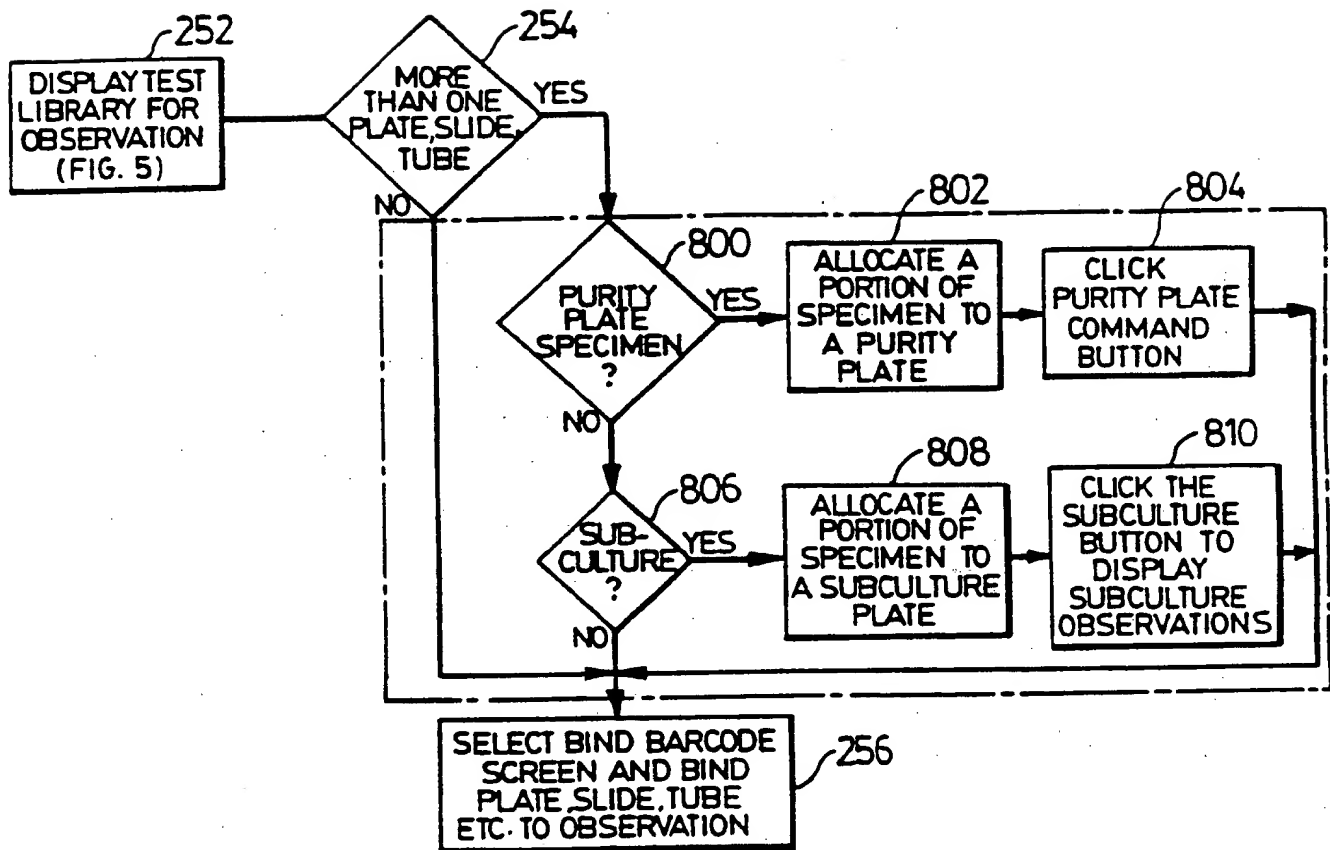 252
DISPLAY TEST
LIBRARY FOR
OBSERVATION
(FIG. 5)
254
MORE
THAN ONE
PLATE, SLIDE,
TUBE
YES
NO
800
PURITY
PLATE
SPECIMEN
?
YES
NO
802
ALLOCATE A
PORTION OF
SPECIMEN TO
A PURITY
PLATE
804
CLICK
PURITY PLATE
COMMAND
BUTTON
806
SUB-
CULTURE
?
YES
NO
808
ALLOCATE A
PORTION OF
SPECIMEN TO
A SUBCULTURE
PLATE
810
CLICK THE
SUBCULTURE
BUTTON TO
DISPLAY
SUBCULTURE
OBSERVATIONS
SELECT BIND BARCODE
SCREEN AND BIND
PLATE, SLIDE, TUBE
ETC. TO OBSERVATION
256